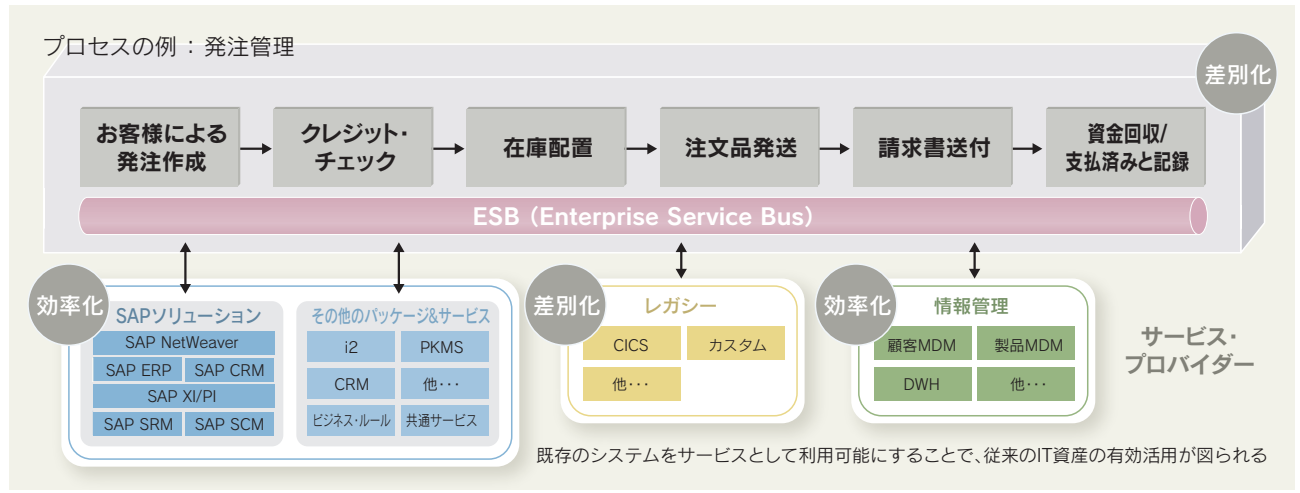 プロセスの例 : 発注管理
差別化
お客様による
発注作成
クレジット・
チェック
在庫配置
注文品発送
請求書送付
資金回収/
支払済みと記録
ESB (Enterprise Service Bus)
効率化
SAPソリューション
SAP NetWeaver
SAP ERP
SAP CRM
SAP XI/PI
SAP SRM
SAP SCM
その他のパッケージ&サービス
i2
PKMS
CRM
他・・・
ビジネス・ルール
共通サービス
差別化
レガシー
CICS
カスタム
他・・・
効率化
情報管理
顧客MDM
製品MDM
DWH
他・・・
サービス・
プロバイダー
既存のシステムをサービスとして利用可能にすることで、従来のIT資産の有効活用が図られる